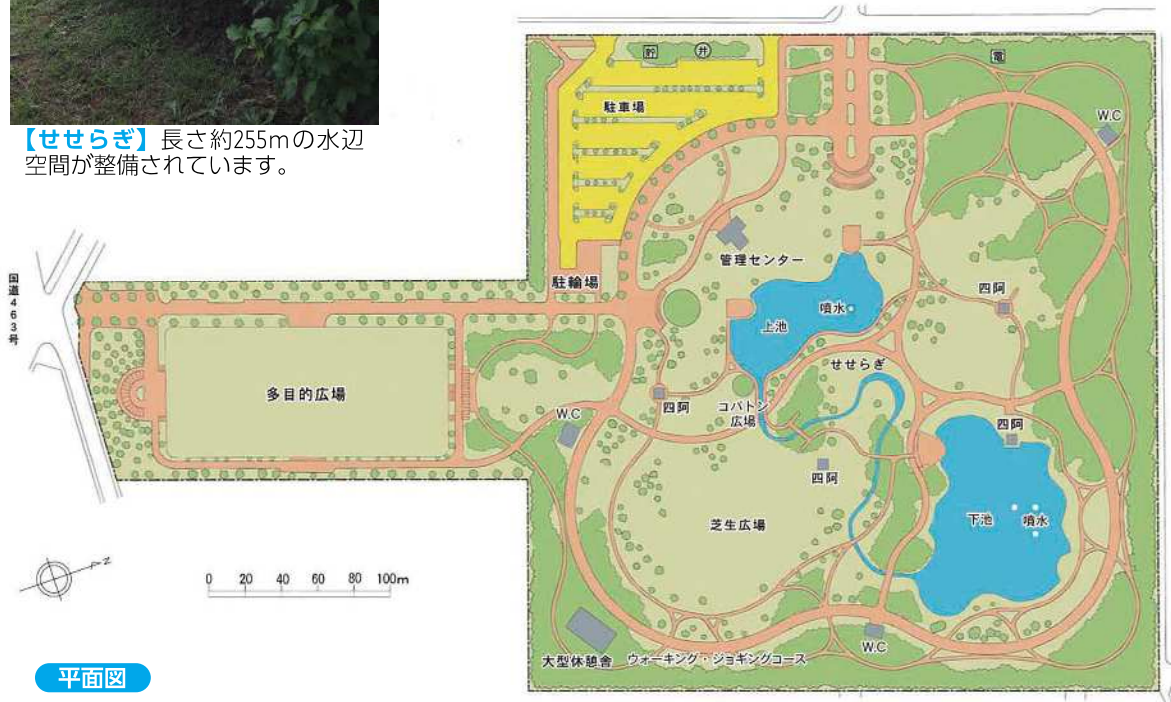 【せせらぎ】長さ約255mの水辺
空間が整備されています。
貯
井
電
駐車場
W.C
管理センター
国道463号
駐輪場
四阿
噴水
上池
せせらぎ
多目的広場
四阿
コバトン
広場
W.C
四阿
四阿
芝生広場
下池
噴水
N
0 20 40 60 80 100m
大型休憩舎
ウォーキング・ジョギングコース
W.C
平面図